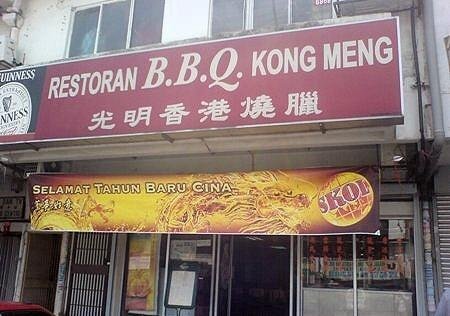 GUINNESS
RESTORAN B.B.Q. KONG MENG
光明香港燒臘
SELAMAT TAHUN BARU CINA
SKOL